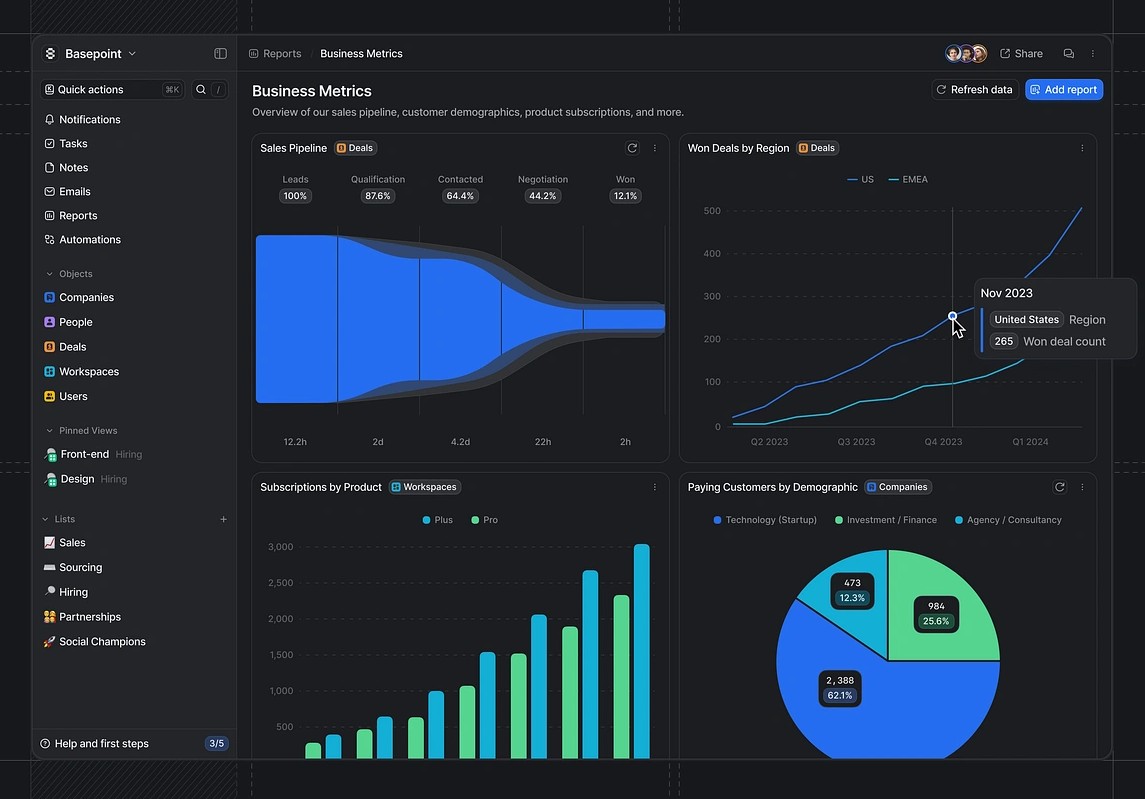 Basepoint
Quick actions ⌘K /
Notifications
Tasks
Notes
Emails
Reports
Automations
Objects
Companies
People
Deals
Workspaces
Users
Pinned Views
Front-end Hiring
Design Hiring
Lists +
Sales
Sourcing
Hiring
Partnerships
Social Champions
Help and first steps 3/5
Reports / Business Metrics
Share
Business Metrics
Refresh data
Add report
Overview of our sales pipeline, customer demographics, product subscriptions, and more.
Sales Pipeline Deals
Leads Qualification Contacted Negotiation Won
100% 87.6% 64.4% 44.2% 12.1%
12.2h 2d 4.2d 22h 2h
Won Deals by Region Deals
US EMEA
500
400
300
200
100
0
Q2 2023 Q3 2023 Q4 2023 Q1 2024
Nov 2023
United States Region
265 Won deal count
Subscriptions by Product Workspaces
Plus Pro
3,000
2,500
2,000
1,500
1,000
500
Paying Customers by Demographic Companies
Technology (Startup) Investment / Finance Agency / Consultancy
473
12.3%
984
25.6%
2,388
62.1%